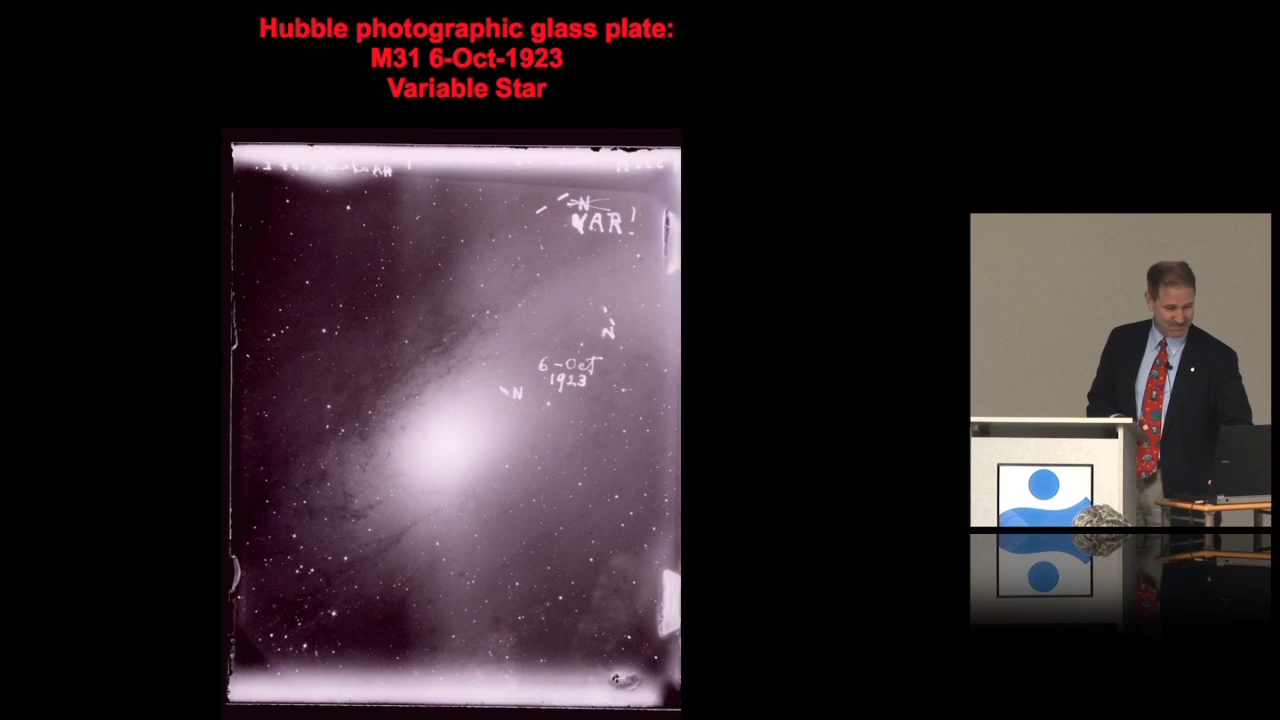 Hubble photographic glass plate:
M31 6-Oct-1923
Variable Star
N
VAR!
N
6-Oct
1923
N